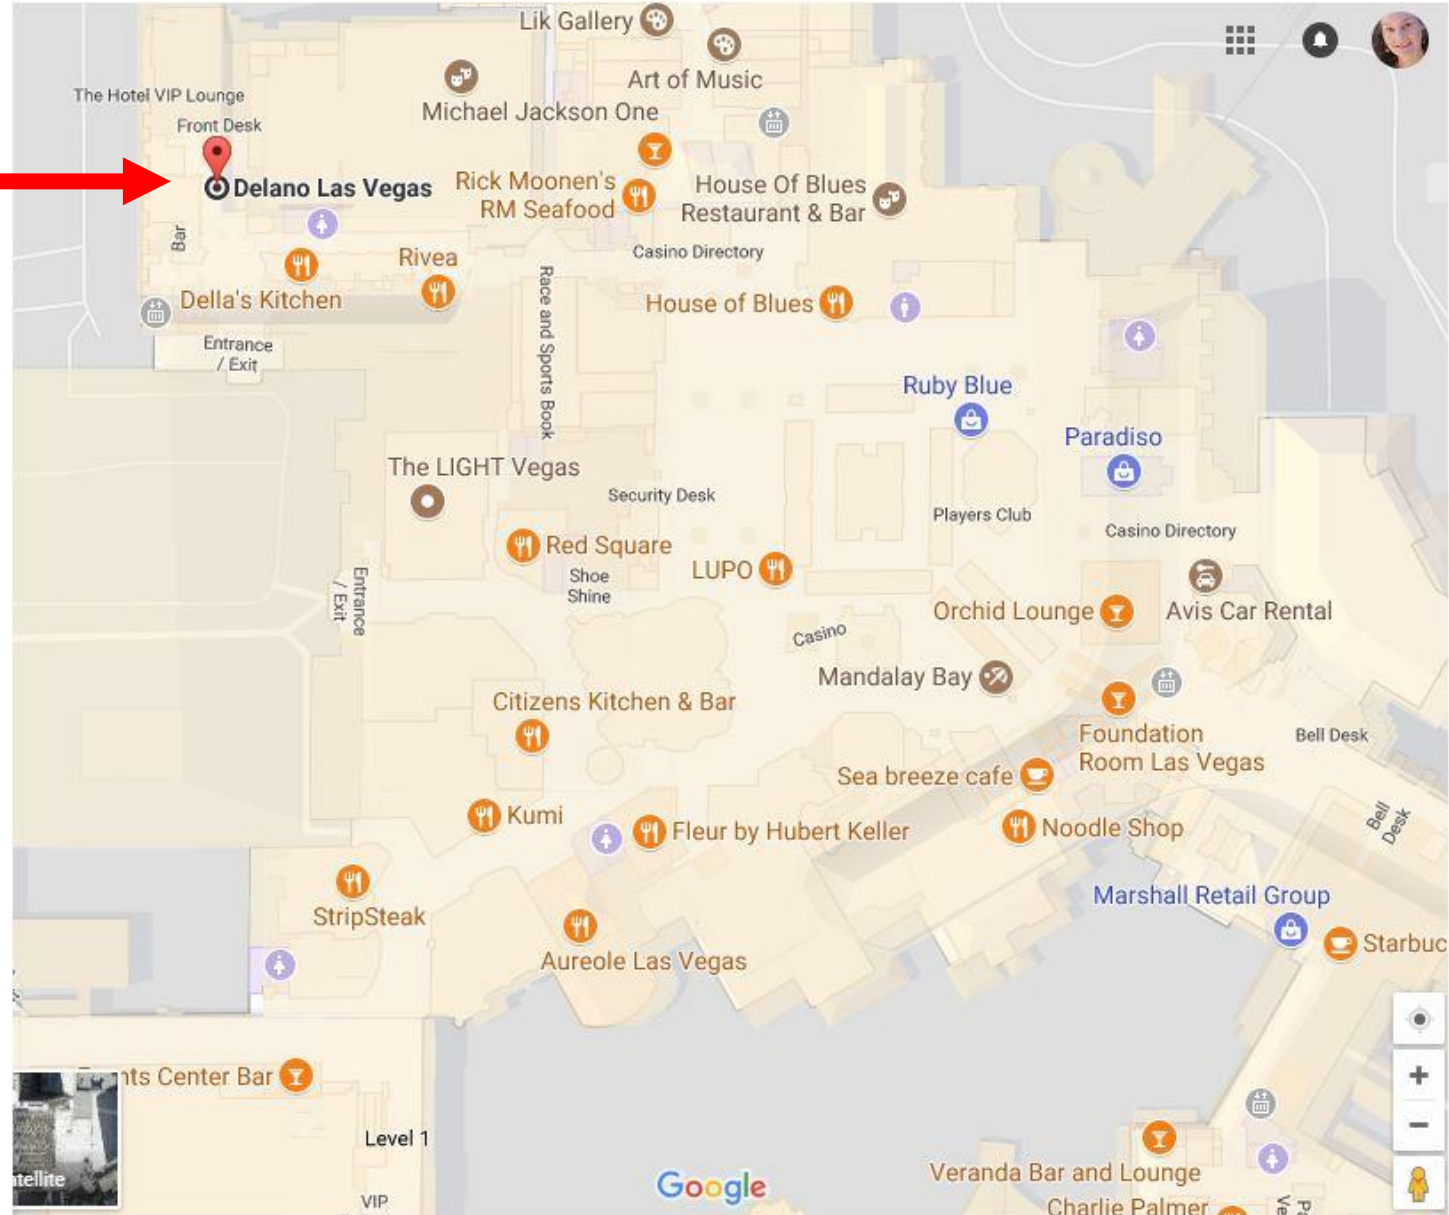 Lik Gallery
Art of Music
Michael Jackson One
The Hotel VIP Lounge
Front Desk
Delano Las Vegas
Rick Moonen's
RM Seafood
House Of Blues
Restaurant & Bar
Bar
Casino Directory
Rivea
Della's Kitchen
House of Blues
Race and Sports Book
Entrance
/ Exit
Ruby Blue
Paradiso
The LIGHT Vegas
Security Desk
Players Club
Casino Directory
Red Square
LUPO
Shoe
Shine
Entrance
/ Exit
Orchid Lounge
Avis Car Rental
Casino
Mandalay Bay
Citizens Kitchen & Bar
Foundation
Room Las Vegas
Bell Desk
Sea breeze cafe
Kumi
Fleur by Hubert Keller
Noodle Shop
Bell
Desk
Marshall Retail Group
StripSteak
Starbuc
Aureole Las Vegas
nts Center Bar
Level 1
Veranda Bar and Lounge
Google
tellite
VIP
Charlie Palmer